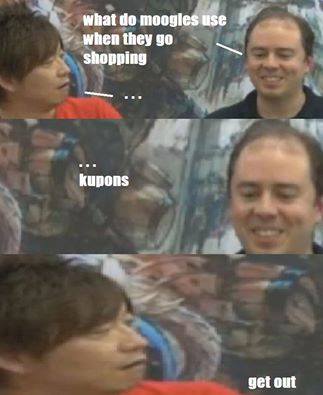 what do moogles use
when they go
shopping
...
...
kupons
get out